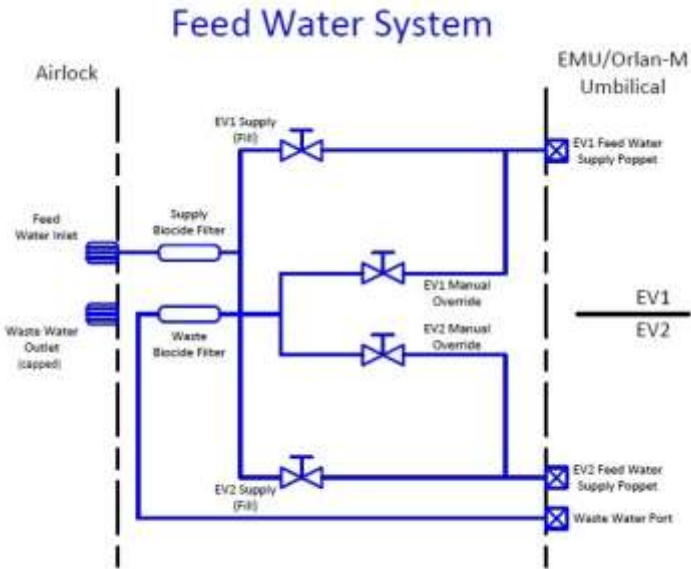 Feed Water System
Airlock
EMU/Orlan-M
Umbilical
EV1 Supply
(Fill)
EV1 Feed Water
Supply Poppet
Feed
Water Inlet
Supply
Biocide Filter
EV1 Manual
Override
EV1
Waste Water
Outlet
(capped)
Waste
Biocide Filter
EV2 Manual
Override
EV2
EV2 Supply
(Fill)
EV2 Feed Water
Supply Poppet
Waste Water Port